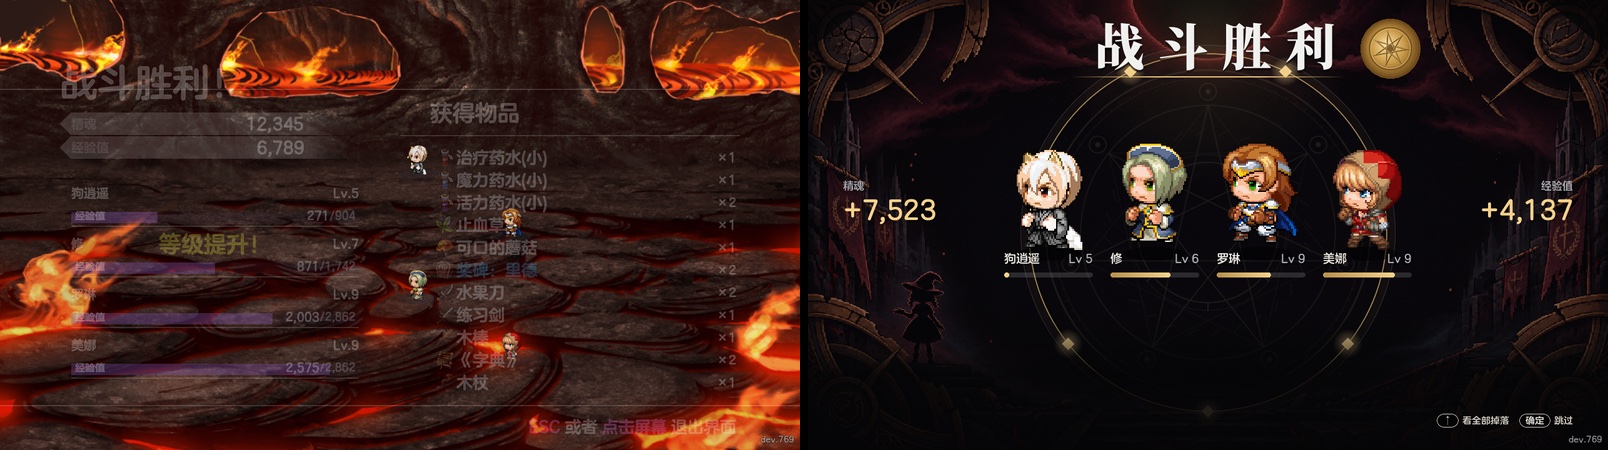 战斗胜利！
精魂 12,345
经验值 6,789
狗逍遥 Lv.5
经验值 271/904
修 等级提升！ Lv.7
经验值 871/1,742
罗琳 Lv.9
经验值 2,003/2,862
美娜 Lv.9
经验值 2,575/2,862
获得物品
治疗药水(小) ×1
魔力药水(小) ×1
活力药水(小) ×2
止血草 ×1
可口的蘑菇 ×1
奖牌：里德 ×2
水果刀 ×2
练习剑 ×1
木棒 ×1
《字典》 ×2
木杖 ×1
ESC 或者 点击屏幕 退出界面
dev.769
战斗胜利
精魂
+7,523
经验值
+4,137
狗逍遥 Lv 5
修 Lv 6
罗琳 Lv 9
美娜 Lv 9
↑ 看全部掉落 确定 跳过
dev.769